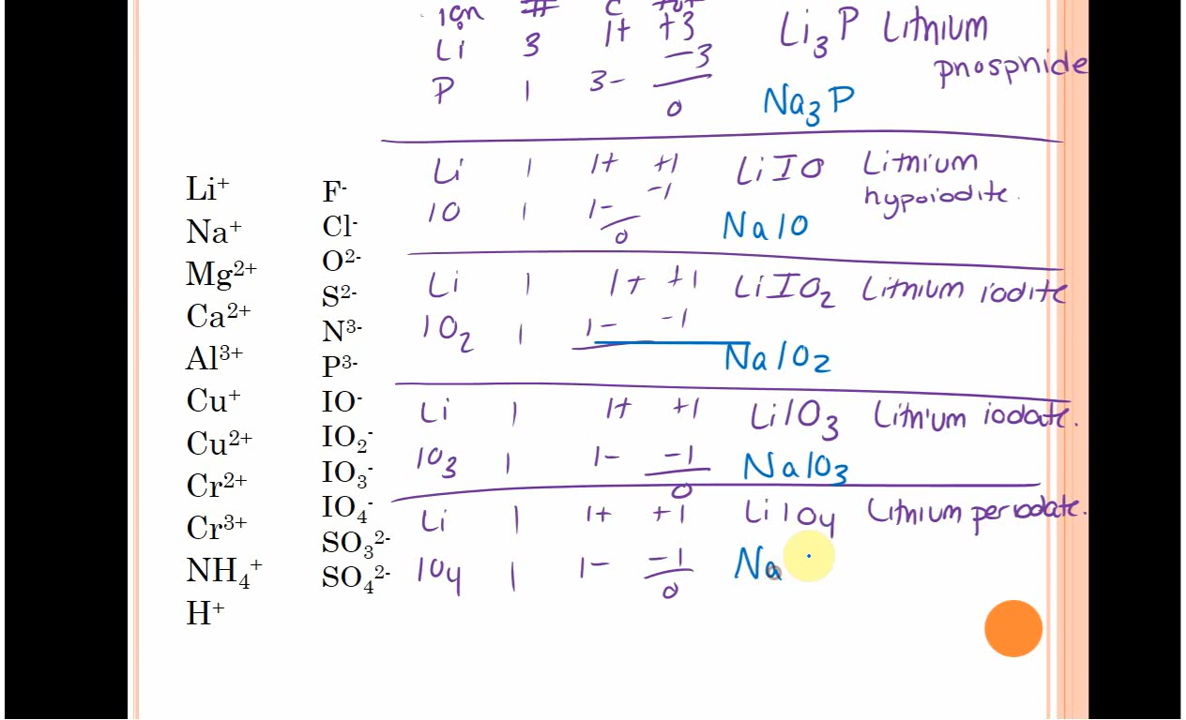 ion # C tot
Li 3 1+ +3 Li₃P Lithium
P 1 3- -3 phosphide
0 Na₃P
Li 1 1+ +1 LiIO Lithium
IO 1 1- -1 hypoiodite.
0 NaIO
Li 1 1+ +1 LiIO₂ Lithium iodite
IO₂ 1 1- -1
NaIO₂
Li 1 1+ +1 LiIO₃ Lithium iodate.
IO₃ 1 1- -1 NaIO₃
0
Li 1 1+ +1 LiIO₄ Lithium periodate.
IO₄ 1 1- -1 Na
0
Li⁺
Na⁺
Mg²⁺
Ca²⁺
Al³⁺
Cu⁺
Cu²⁺
Cr²⁺
Cr³⁺
NH₄⁺
H⁺
F⁻
Cl⁻
O²⁻
S²⁻
N³⁻
P³⁻
IO⁻
IO₂⁻
IO₃⁻
IO₄⁻
SO₃²⁻
SO₄²⁻